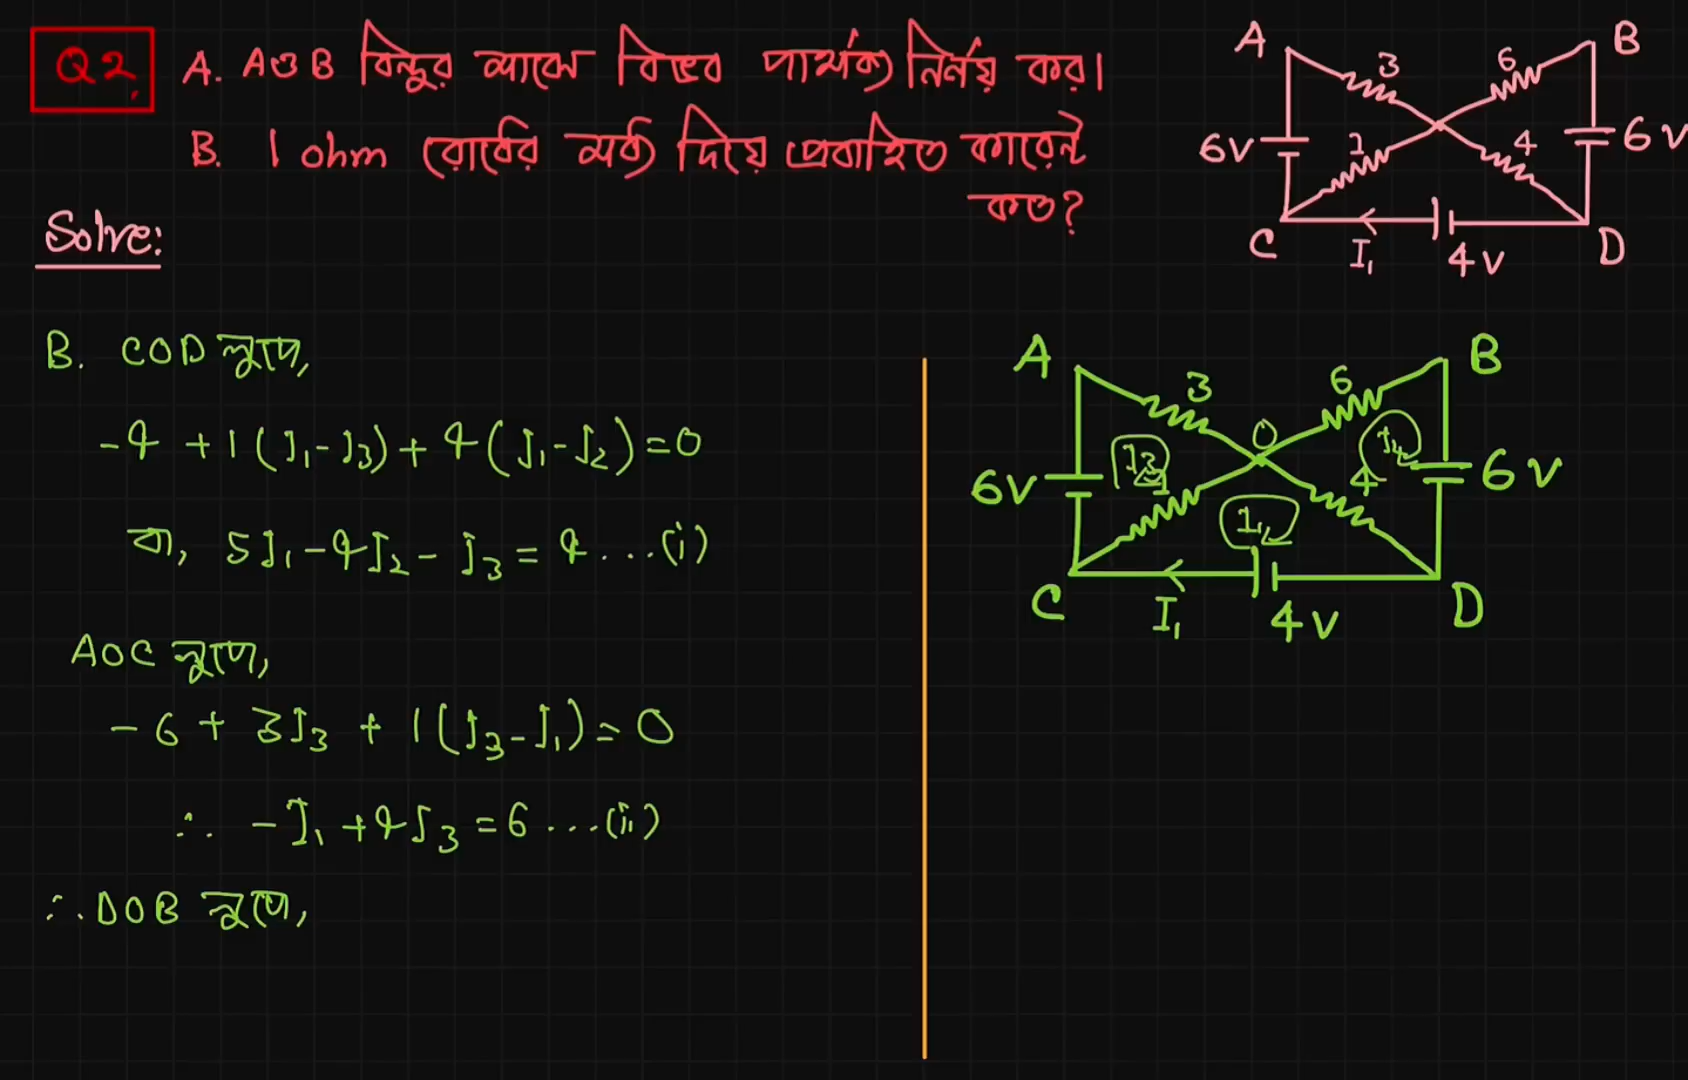 Q2.
A. A ও B বিন্দুর মধ্যে বিভব পার্থক্য নির্ণয় কর।
B. 1 ohm রোধের মধ্য দিয়ে প্রবাহিত কারেন্ট
কত?
A
B
3
6
6V
1
4
6V
C
I₁
4V
D
Solve:
B. COD লুপে,
-4 + 1(I₁-I₃) + 4(I₁-I₂) = 0
বা, 5I₁ - 4I₂ - I₃ = 4 ...(i)
AOC লুপে,
-6 + 3I₃ + 1(I₃-I₁) = 0
∴ -I₁ + 4I₃ = 6 ...(ii)
∴ DOB লুপে,
A
B
3
6
O
6V
I₃
1
4
6V
C
I₁
4V
D